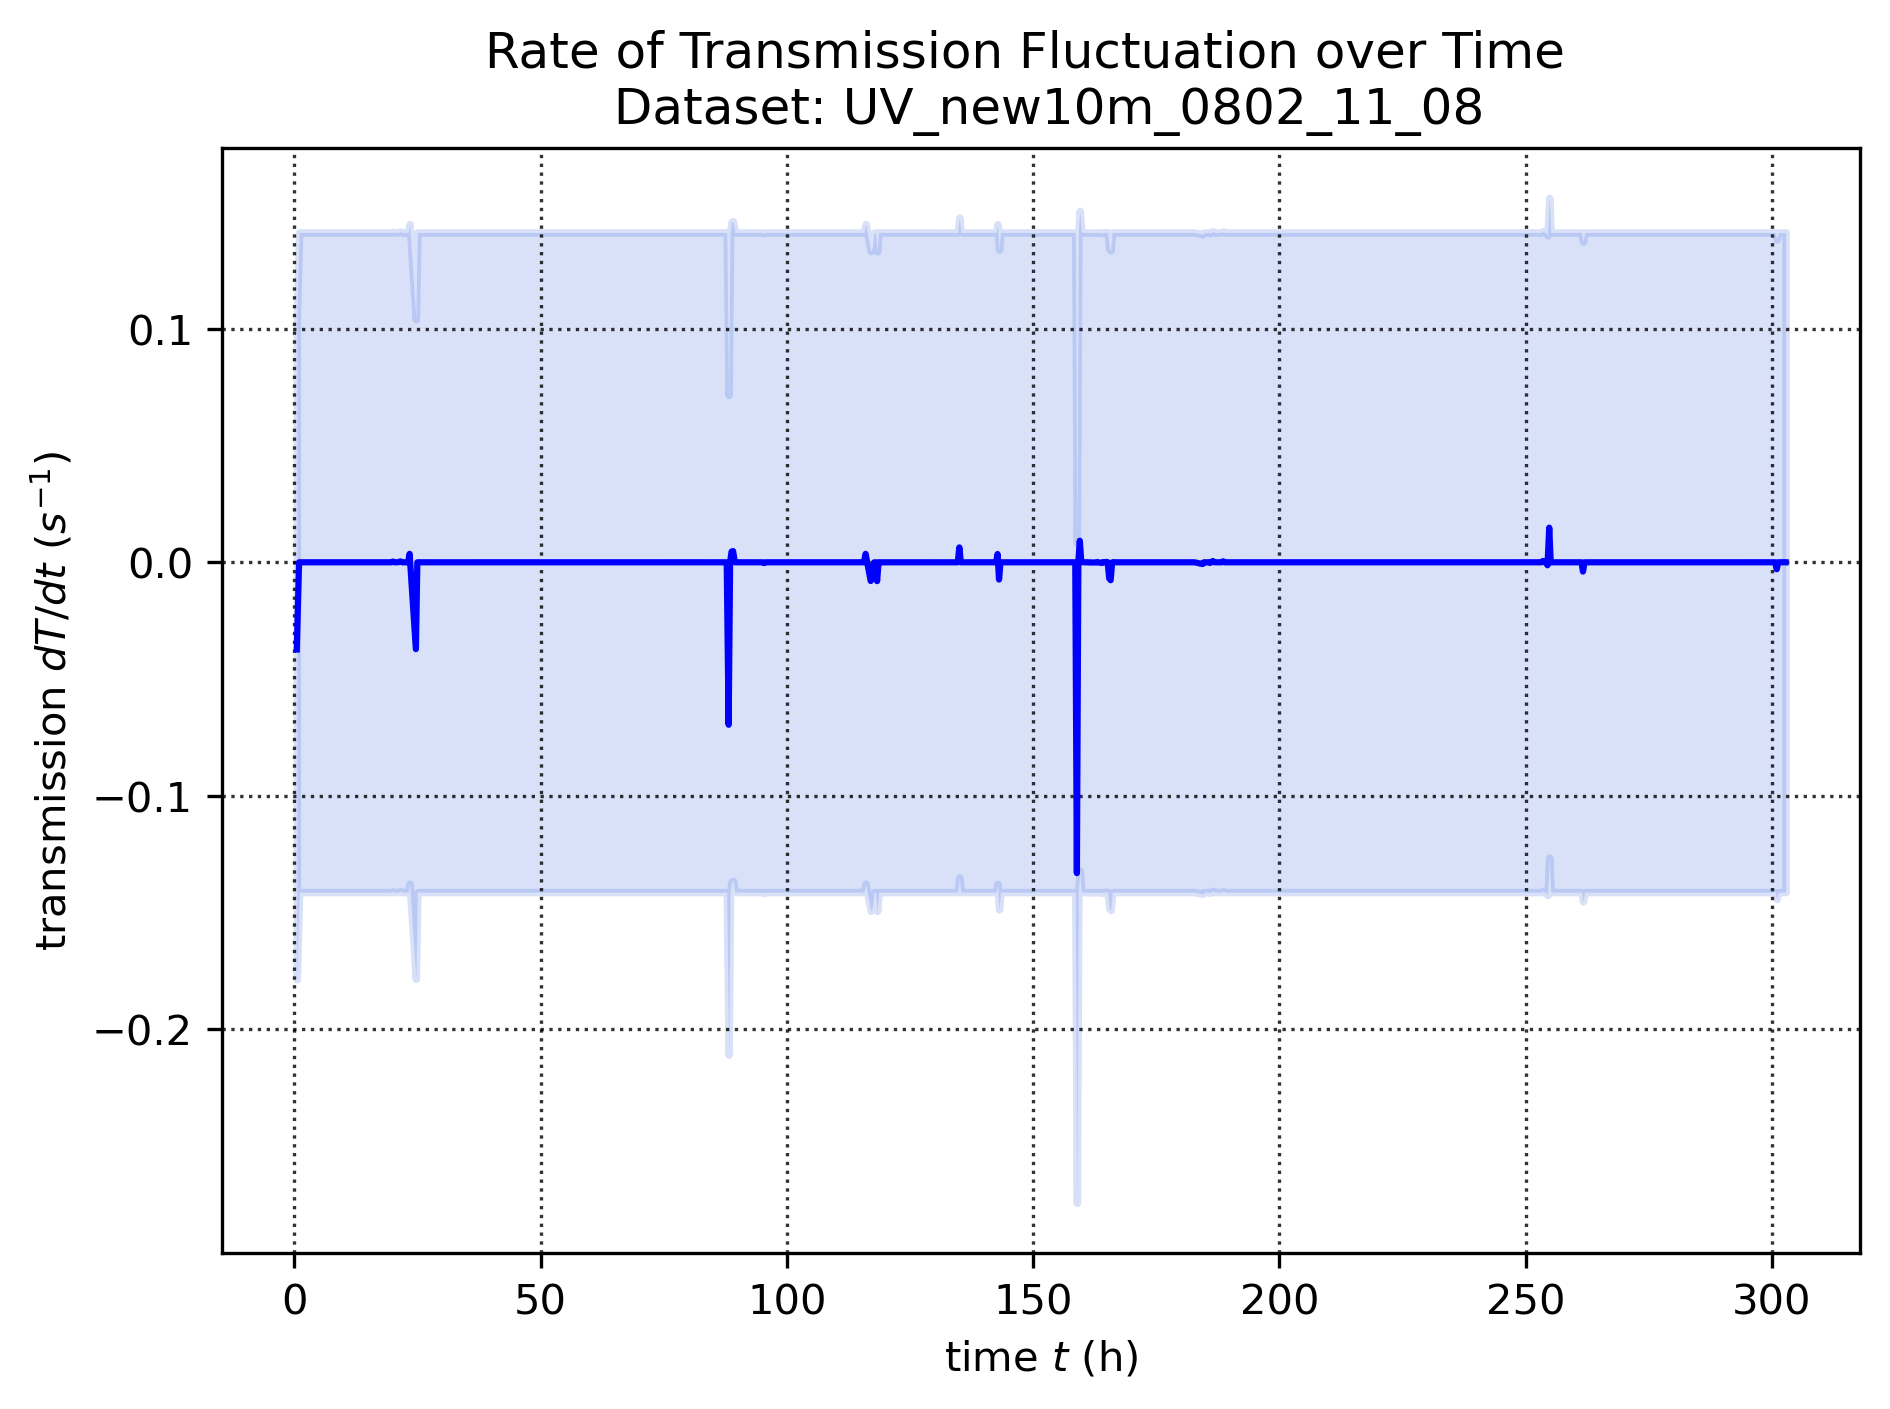 Rate of Transmission Fluctuation over Time
Dataset: UV_new10m_0802_11_08
transmission dT/dt (s⁻¹)
0.1
0.0
−0.1
−0.2
0 50 100 150 200 250 300
time t (h)